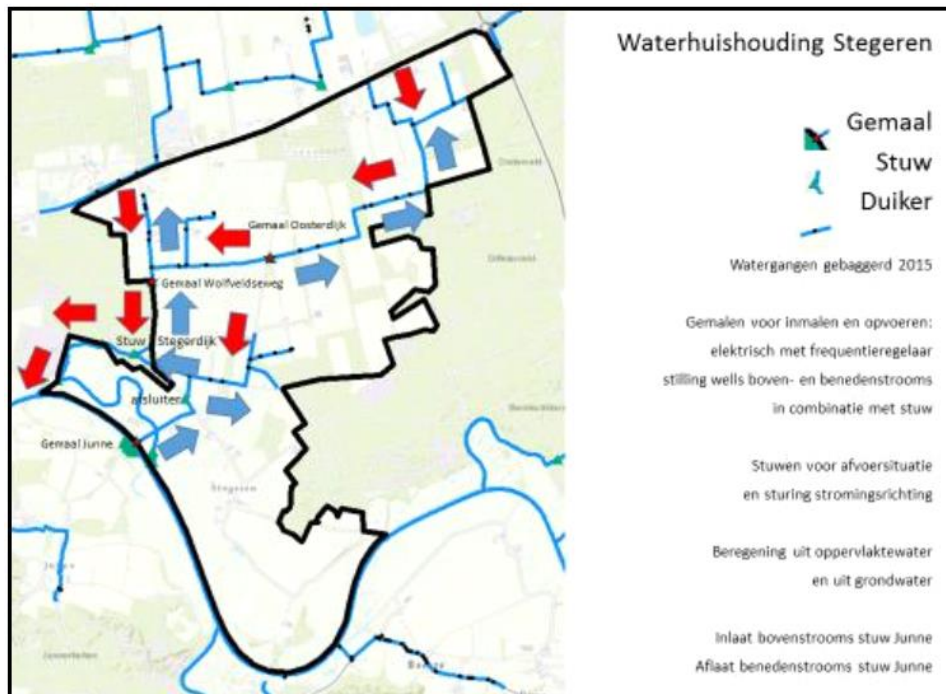 Waterhuishouding Stegeren
Gemaal
Stuw
Duiker
Watergangen gebaggerd 2015
Gemalen voor inmalen en opvoeren:
elektrisch met frequentieregelaar
stilling wells boven- en benedenstrooms
in combinatie met stuw
Stuwen voor afvoersituatie
en sturing stromingsrichting
Beregening uit oppervlaktewater
en uit grondwater
Inlaat bovenstrooms stuw Junne
Aflaat benedenstrooms stuw Junne
Gemaal Oosterdijk
Gemaal Wolfveldseweg
Stuw Stegerdijk
afsluiter
Gemaal Junne
Stegeren